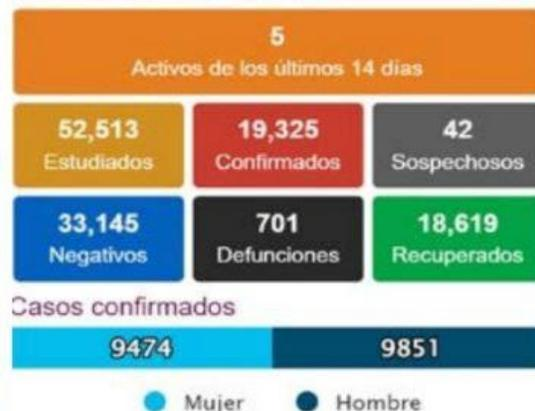 5
Activos de los últimos 14 días
52,513
Estudiados
19,325
Confirmados
42
Sospechosos
33,145
Negativos
701
Defunciones
18,619
Recuperados
Casos confirmados
9474 9851
Mujer Hombre